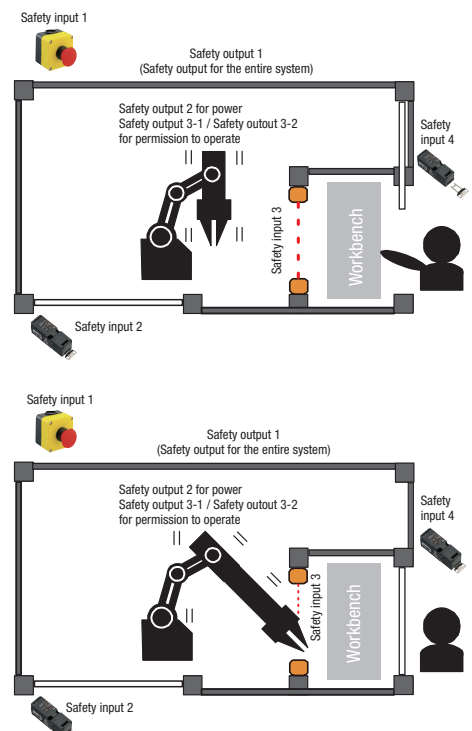 Safety input 1
Safety output 1
(Safety output for the entire system)
Safety output 2 for power
Safety output 3-1 / Safety outout 3-2
for permission to operate
Safety
input 4
Safety input 3
Workbench
Safety input 2
Safety input 1
Safety output 1
(Safety output for the entire system)
Safety output 2 for power
Safety output 3-1 / Safety outout 3-2
for permission to operate
Safety
input 4
Safety input 3
Workbench
Safety input 2